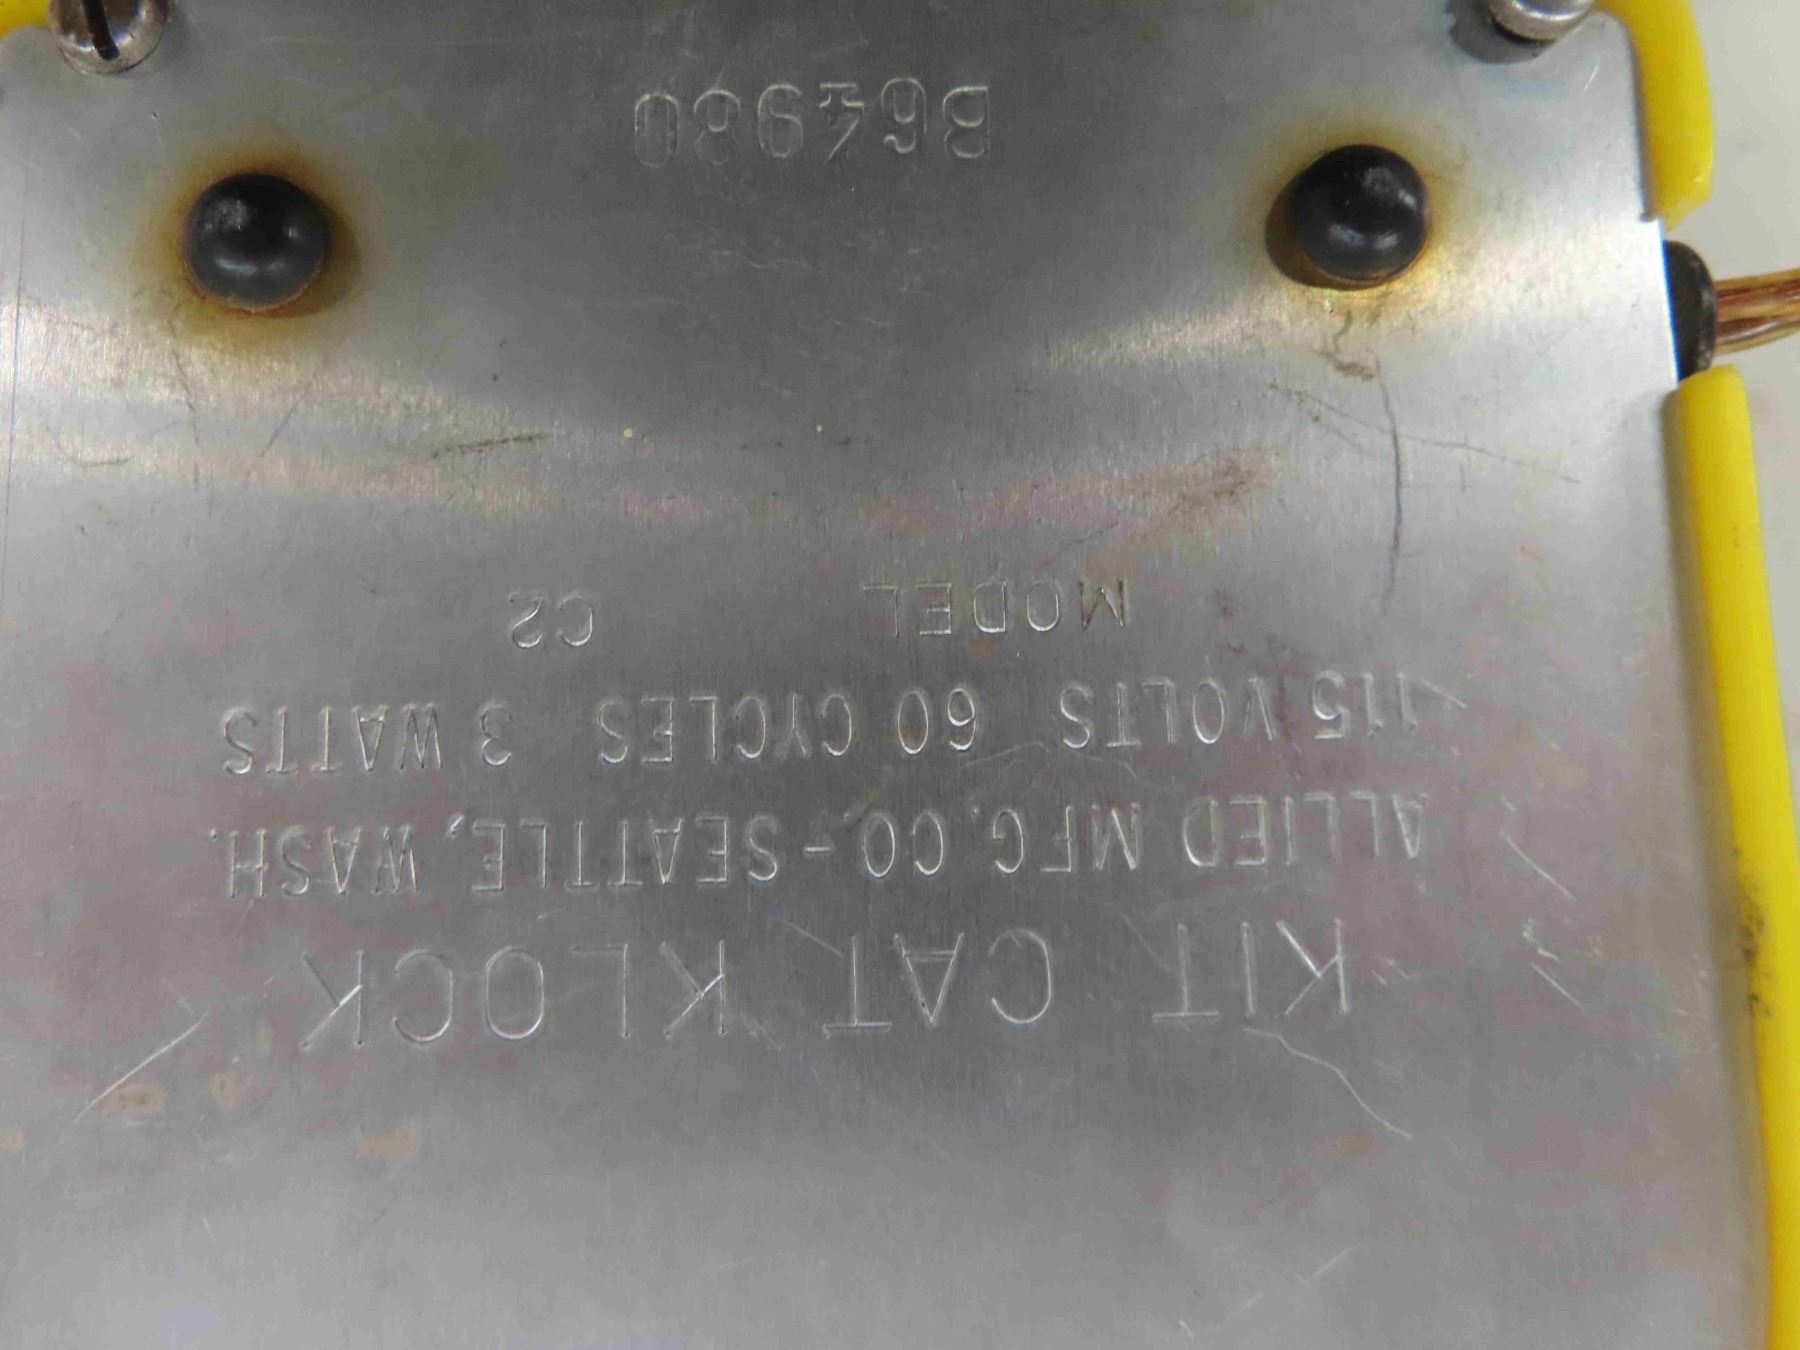 KIT CAT KLOCK
ALLIED MFG. CO. - SEATTLE, WASH.
115 VOLTS 60 CYCLES 3 WATTS
MODEL C2
B64980